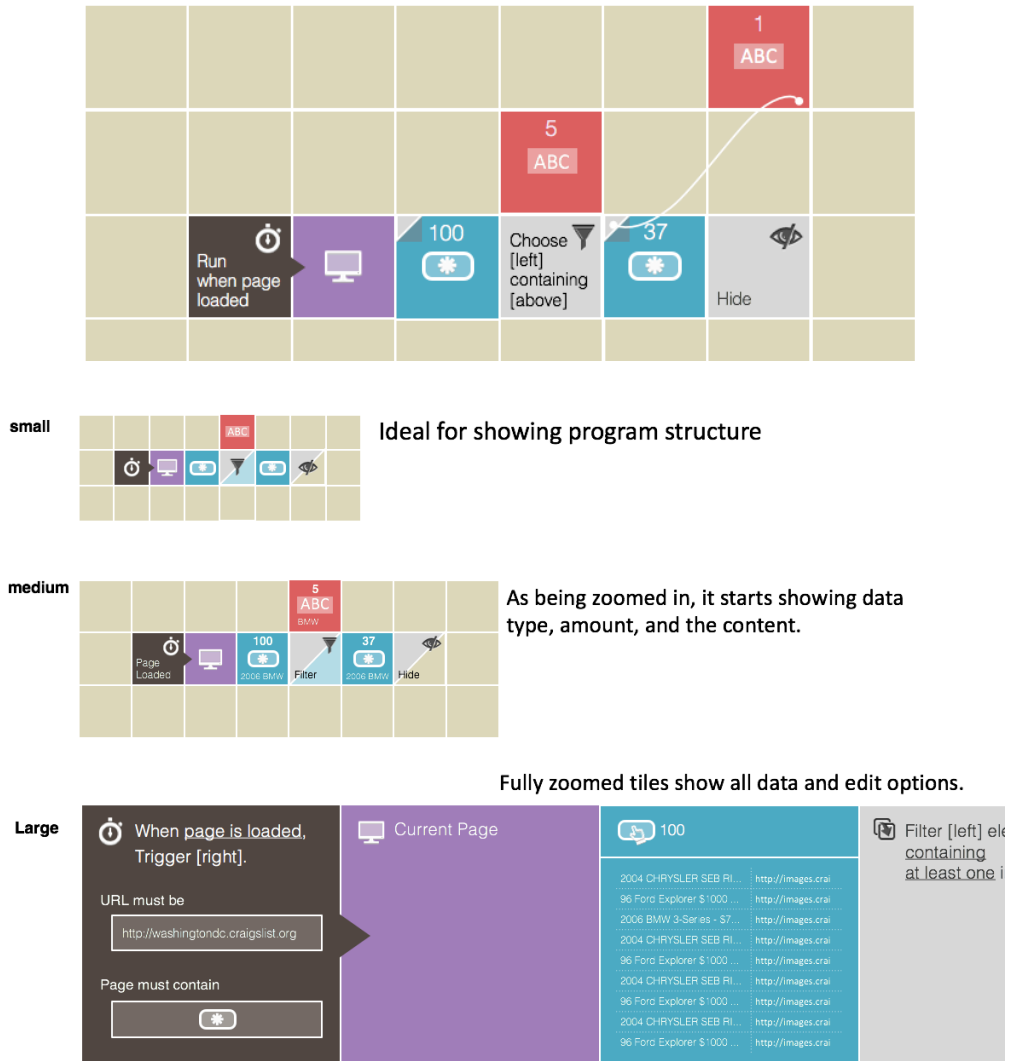 1
ABC
5
ABC
Run
when page
loaded
100
Choose
[left]
containing
[above]
37
Hide
small
ABC
Ideal for showing program structure
medium
5
ABC
BMW
Page
Loaded
100
2006 BMW
Filter
37
2006 BMW
Hide
As being zoomed in, it starts showing data
type, amount, and the content.
Fully zoomed tiles show all data and edit options.
Large
When page is loaded,
Trigger [right].
URL must be
http://washingtondc.craigslist.org
Page must contain
Current Page
100
2004 CHRYSLER SEB RI... http://images.crai
96 Ford Explorer $1000 ... http://images.crai
2006 BMW 3-Series - $7... http://images.crai
2004 CHRYSLER SEB RI... http://images.crai
96 Ford Explorer $1000 ... http://images.crai
2004 CHRYSLER SEB RI... http://images.crai
96 Ford Explorer $1000 ... http://images.crai
2004 CHRYSLER SEB RI... http://images.crai
96 Ford Explorer $1000 ... http://images.crai
Filter [left] ele
containing
at least one i